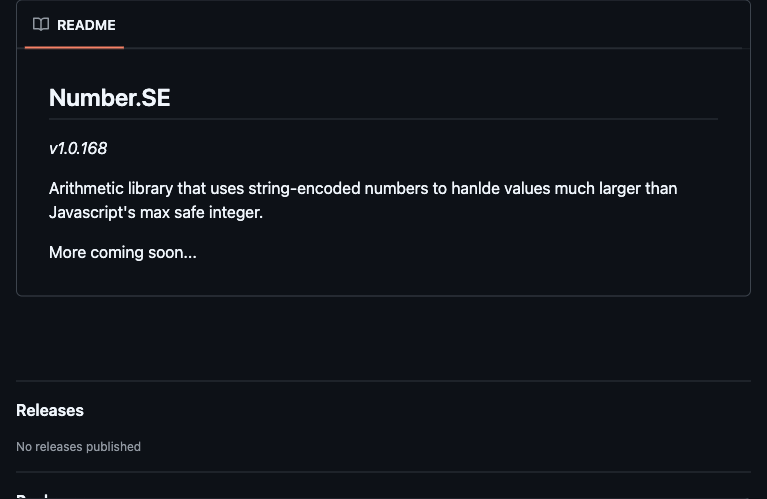 README
Number.SE
v1.0.168
Arithmetic library that uses string-encoded numbers to hanlde values much larger than
Javascript's max safe integer.
More coming soon...
Releases
No releases published